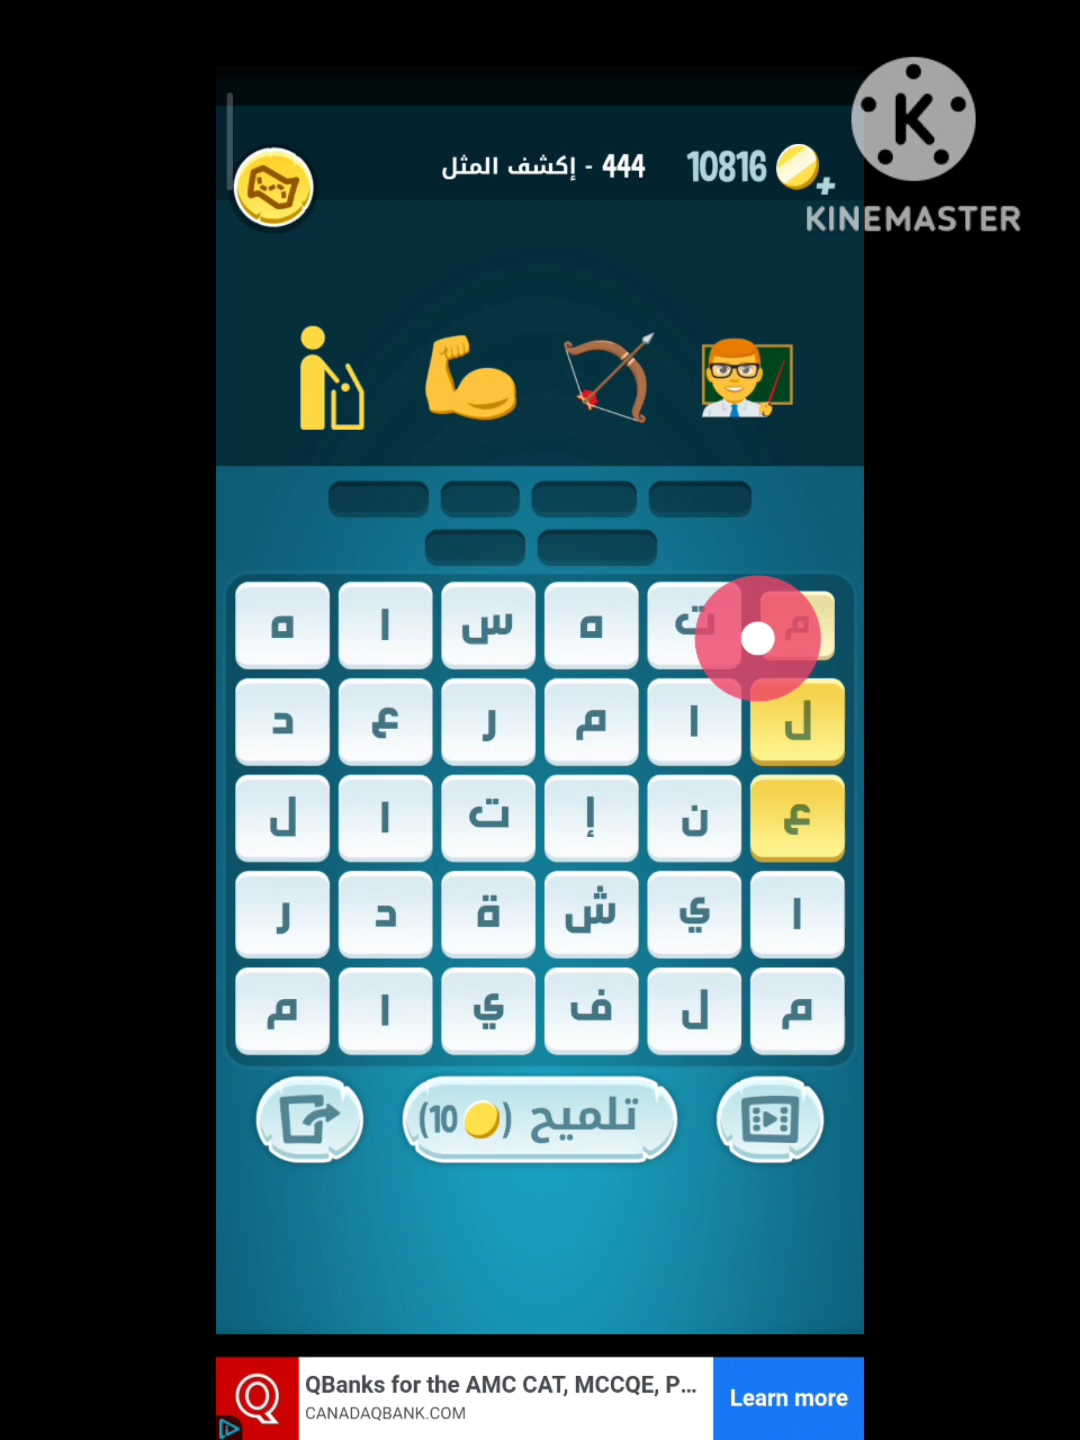 444 - إكشف المثل
10816
KINEMASTER
م ت ه س ا ه
ل ا م ر ع د
ع ن إ ت ا ل
ا ي ش ة د ر
م ل ف ي ا م
تلميح (10)
QBanks for the AMC CAT, MCCQE, P...
CANADAQBANK.COM
Learn more